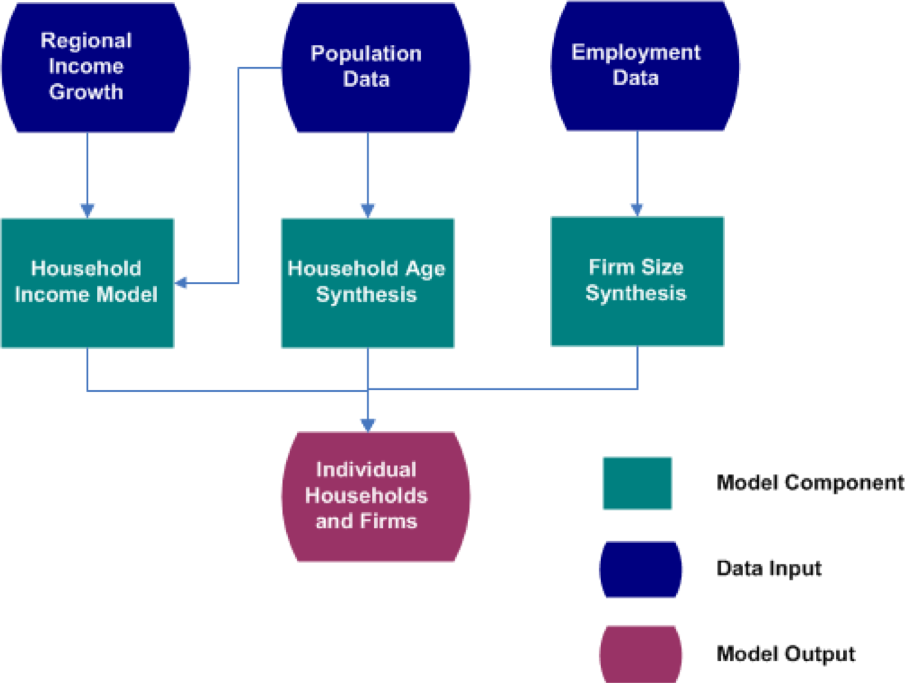 Regional
Income
Growth
Population
Data
Employment
Data
Household
Income Model
Household Age
Synthesis
Firm Size
Synthesis
Individual
Households
and Firms
Model Component
Data Input
Model Output